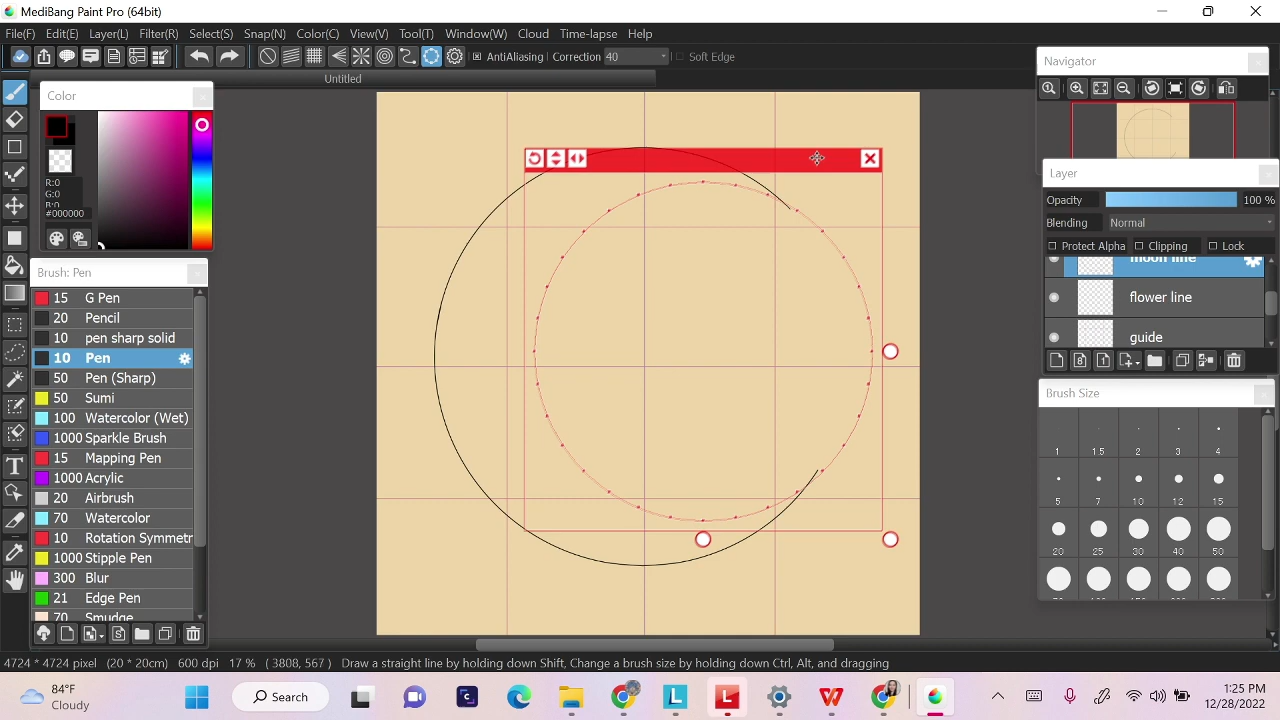 MediBang Paint Pro (64bit)
File(F) Edit(E) Layer(L) Filter(R) Select(S) Snap(N) Color(C) View(V) Tool(T) Window(W) Cloud Time-lapse Help
AntiAliasing Correction 40 Soft Edge
Untitled
Color
R:0
G:0
B:0
#000000
Brush: Pen
15 G Pen
20 Pencil
10 pen sharp solid
10 Pen
50 Pen (Sharp)
50 Sumi
100 Watercolor (Wet)
1000 Sparkle Brush
15 Mapping Pen
1000 Acrylic
20 Airbrush
70 Watercolor
10 Rotation Symmetr
1000 Stipple Pen
300 Blur
21 Edge Pen
70 Smudge
Navigator
Layer
Opacity 100 %
Blending Normal
Protect Alpha Clipping Lock
moon line
flower line
guide
Brush Size
1 1.5 2 3 4
5 7 10 12 15
20 25 30 40 50
4724 * 4724 pixel (20 * 20cm) 600 dpi 17 % ( 3808, 567 ) Draw a straight line by holding down Shift, Change a brush size by holding down Ctrl, Alt, and dragging
84°F
Cloudy
Search
1:25 PM
12/28/2022